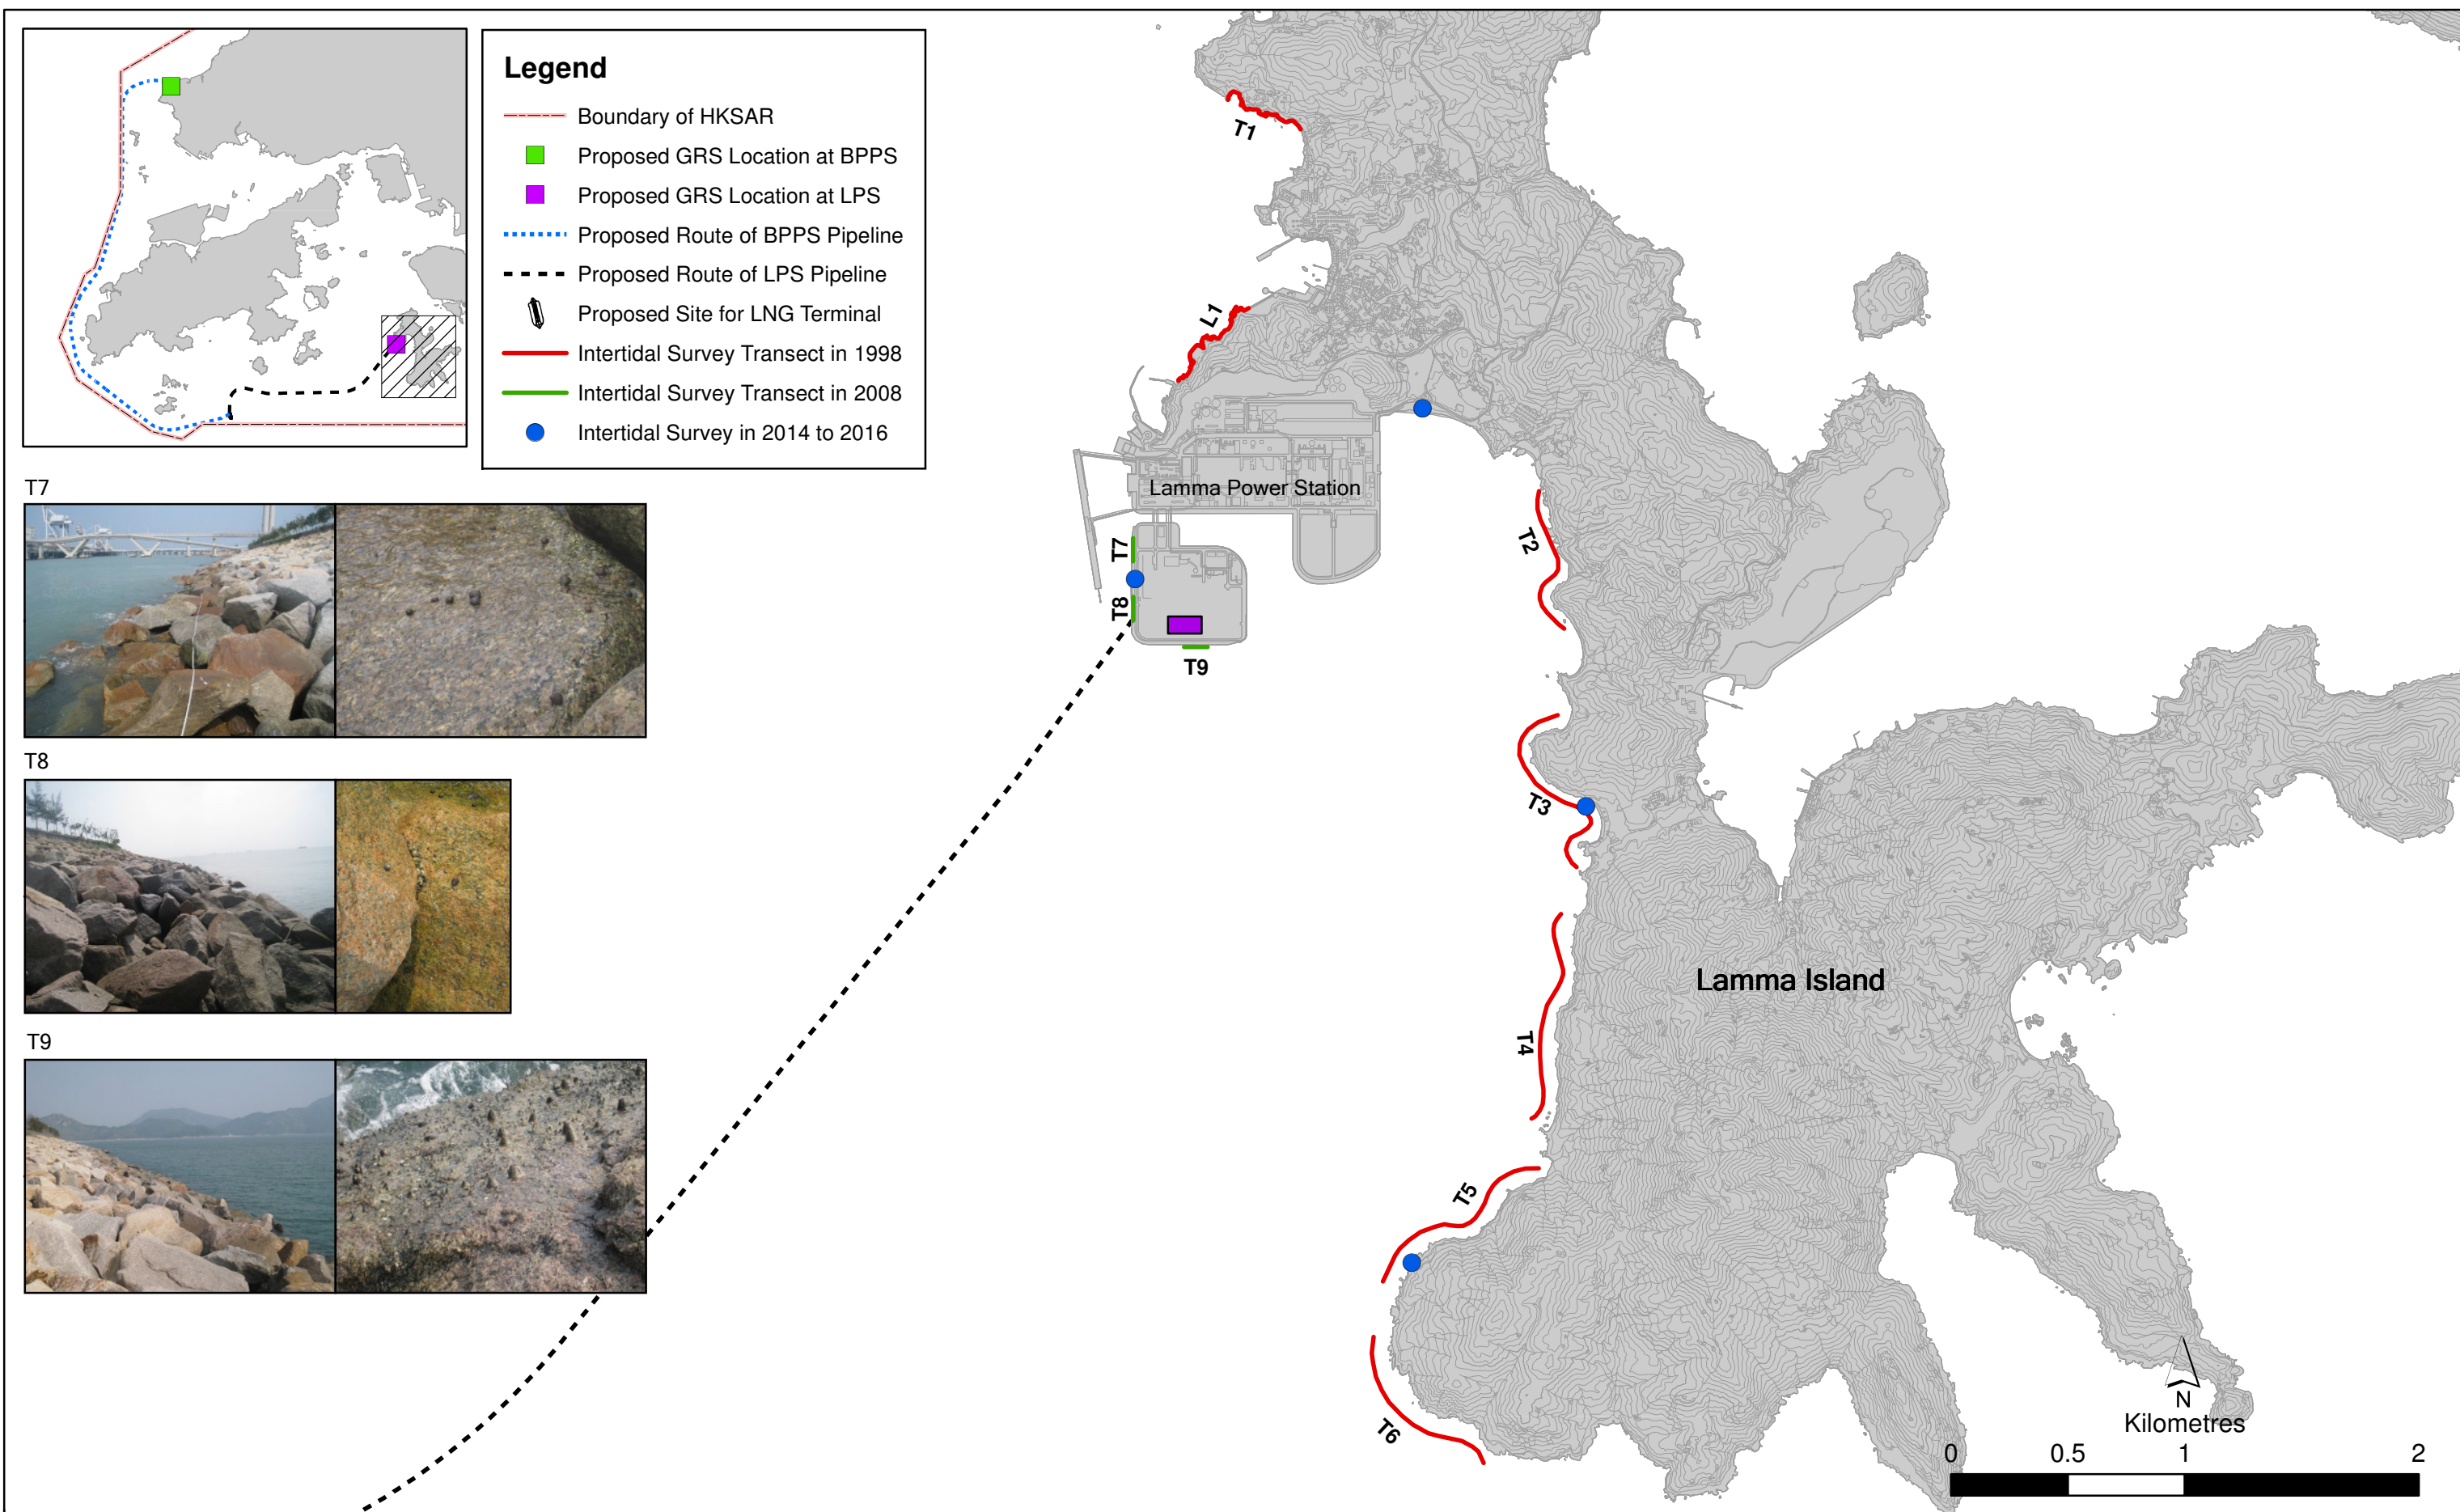 Legend
Boundary of HKSAR
Proposed GRS Location at BPPS
Proposed GRS Location at LPS
Proposed Route of BPPS Pipeline
Proposed Route of LPS Pipeline
Proposed Site for LNG Terminal
Intertidal Survey Transect in 1998
Intertidal Survey Transect in 2008
Intertidal Survey in 2014 to 2016
T7
T8
T9
T1
L1
Lamma Power Station
T7
T8
T9
T2
T3
T4
Lamma Island
T5
T6
N
Kilometres
0 0.5 1 2